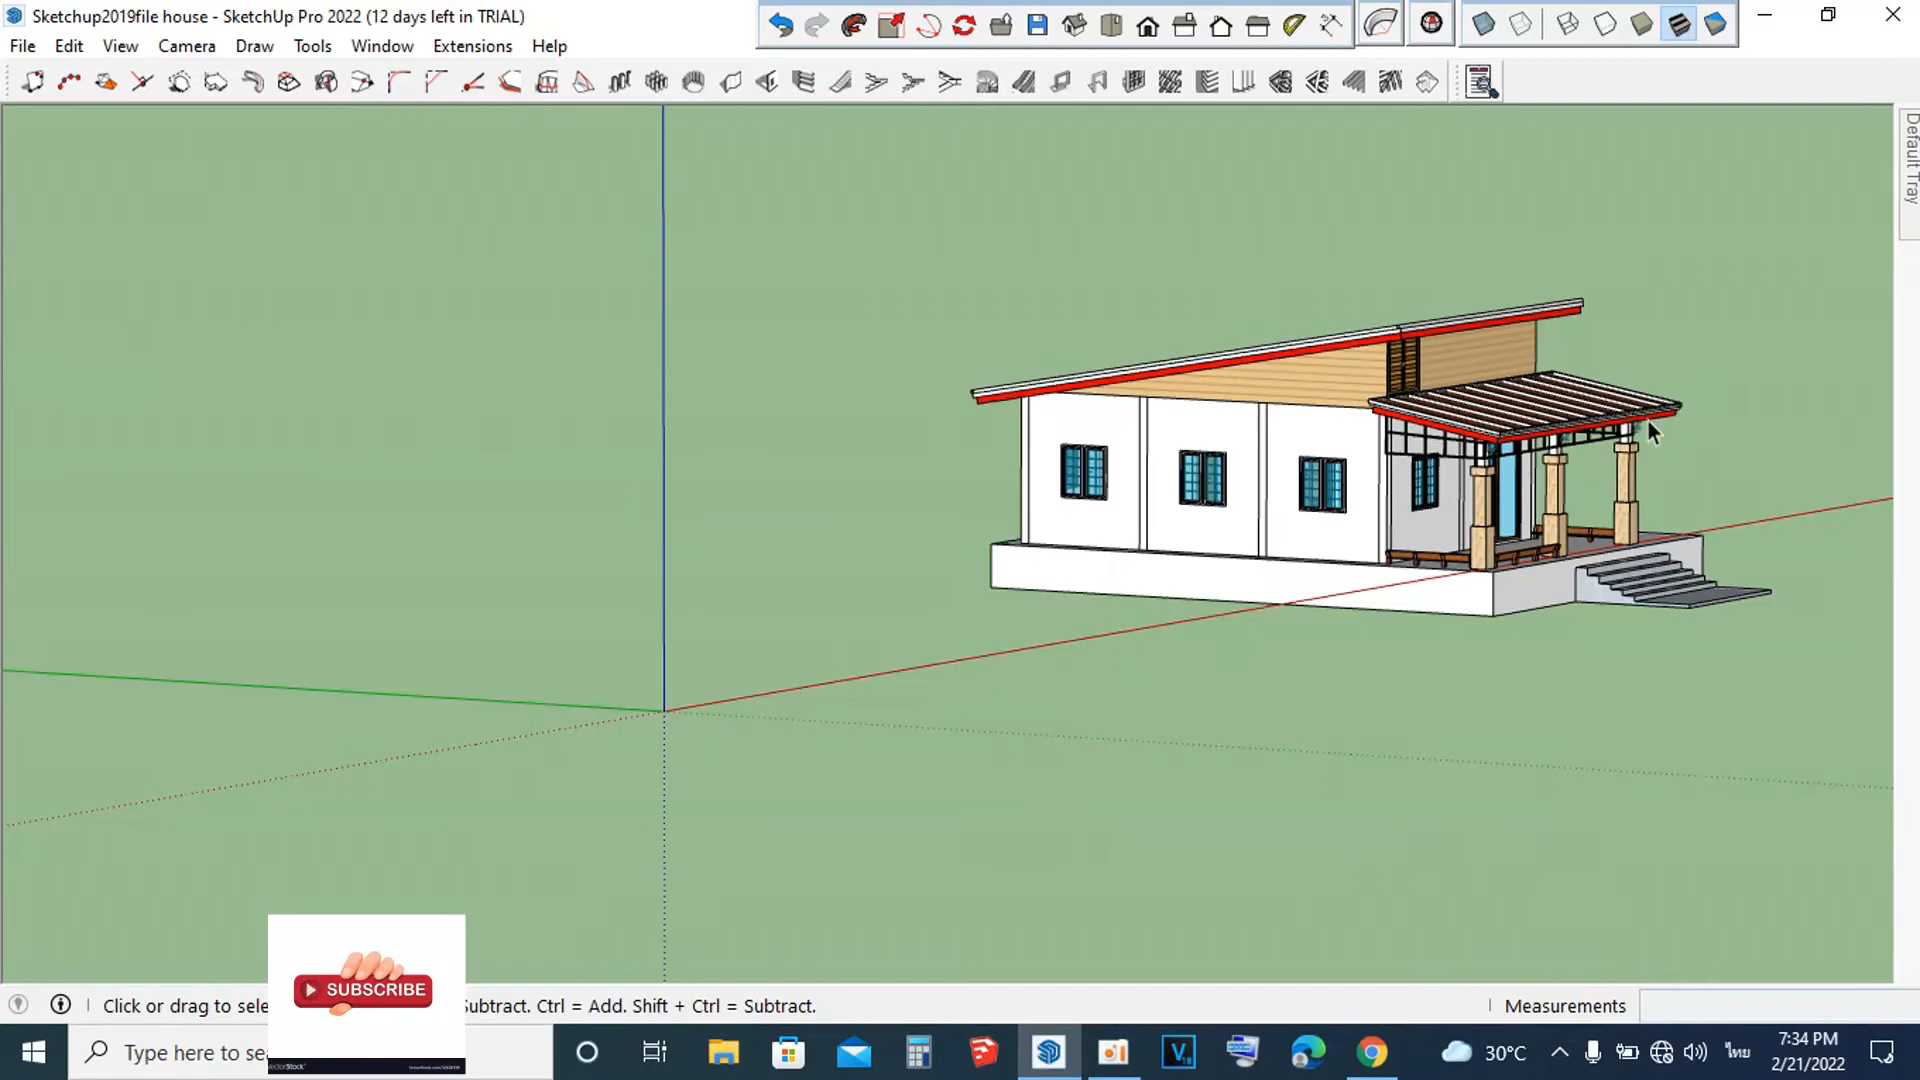 Sketchup2019file house - SketchUp Pro 2022 (12 days left in TRIAL)
File Edit View Camera Draw Tools Window Extensions Help
Default Tray
SUBSCRIBE
Click or drag to sele
Subtract. Ctrl = Add. Shift + Ctrl = Subtract.
Measurements
Type here to sea
30°C
ไทย
7:34 PM
2/21/2022